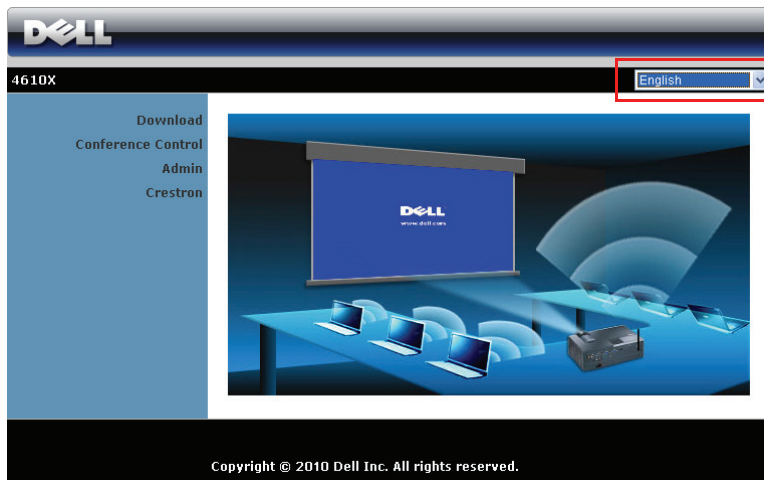 DELL
4610X
English
Download
Conference Control
Admin
Crestron
DELL
www.dell.com
Copyright © 2010 Dell Inc. All rights reserved.